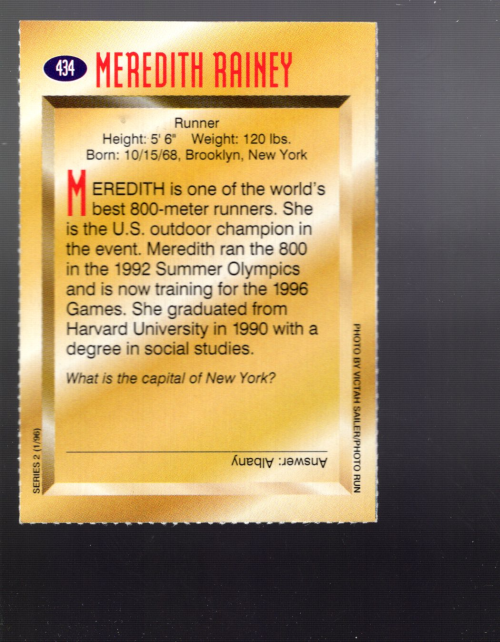 434 MEREDITH RAINEY
Runner
Height: 5' 6" Weight: 120 lbs.
Born: 10/15/68, Brooklyn, New York
MEREDITH is one of the world's
best 800-meter runners. She
is the U.S. outdoor champion in
the event. Meredith ran the 800
in the 1992 Summer Olympics
and is now training for the 1996
Games. She graduated from
Harvard University in 1990 with a
degree in social studies.
What is the capital of New York?
Answer: Albany
SERIES 2 (1/96)
PHOTO BY VICTAH SAILER/PHOTO RUN